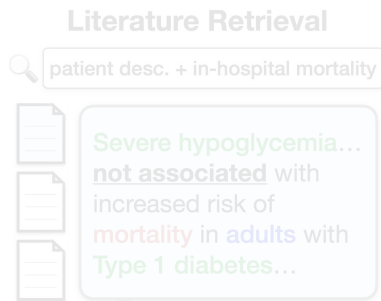 Literature Retrieval
patient desc. + in-hospital mortality
Severe hypoglycemia...
not associated with
increased risk of
mortality in adults with
Type 1 diabetes...